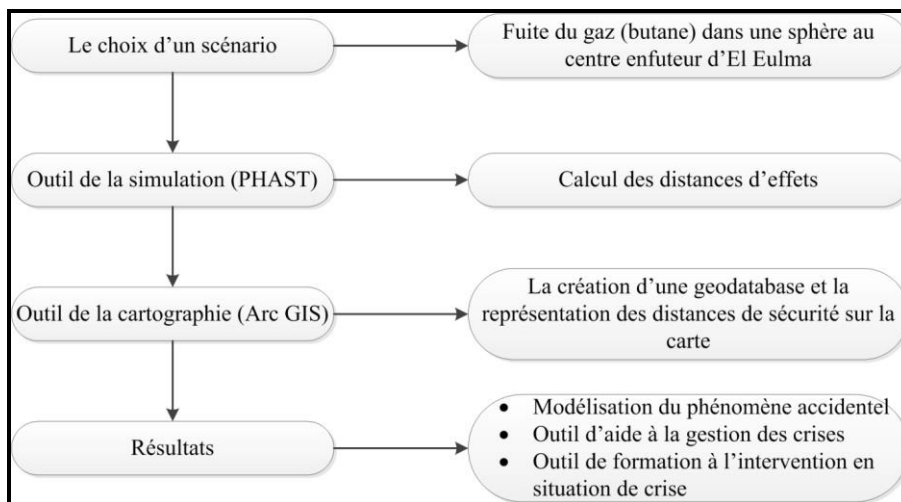 Le choix d'un scénario
Fuite du gaz (butane) dans une sphère au
centre enfuteur d'El Eulma
Outil de la simulation (PHAST)
Calcul des distances d'effets
Outil de la cartographie (Arc GIS)
La création d'une geodatabase et la
représentation des distances de sécurité sur la
carte
Résultats
• Modélisation du phénomène accidentel
• Outil d'aide à la gestion des crises
• Outil de formation à l'intervention en
situation de crise